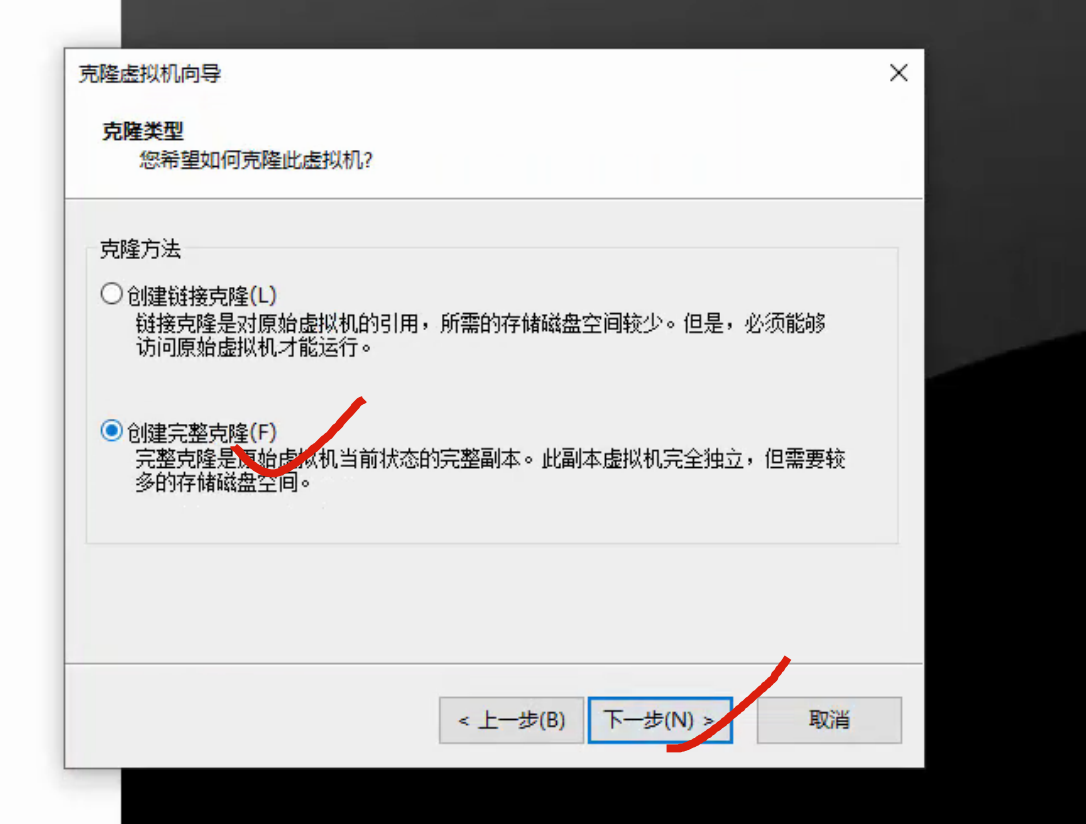 克隆虚拟机向导
克隆类型
您希望如何克隆此虚拟机?
克隆方法
创建链接克隆(L)
链接克隆是对原始虚拟机的引用，所需的存储磁盘空间较少。但是，必须能够
访问原始虚拟机才能运行。
创建完整克隆(F)
完整克隆是原始虚拟机当前状态的完整副本。此副本虚拟机完全独立，但需要较
多的存储磁盘空间。
< 上一步(B) 下一步(N) > 取消